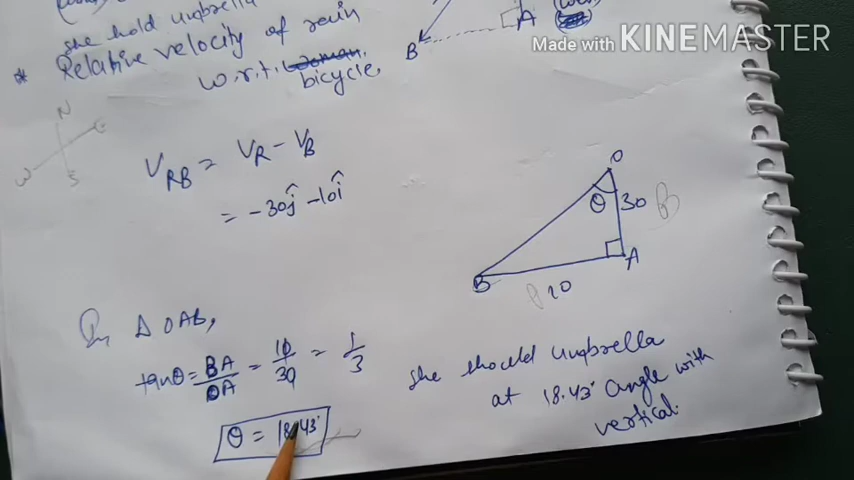 she hold umbrella
* Relative velocity of rain
w.r.t. bicycle.
B
A
Made with KINEMASTER
N
E
W
S
V_RB = V_R - V_B
= -30ĵ - 10î
O
θ
30
B
B
A
P
10
In Δ OAB,
tanθ = BA/OA = 10/30 = 1/3
θ = 18.43°
she should umbrella
at 18.43° angle with
vertical.